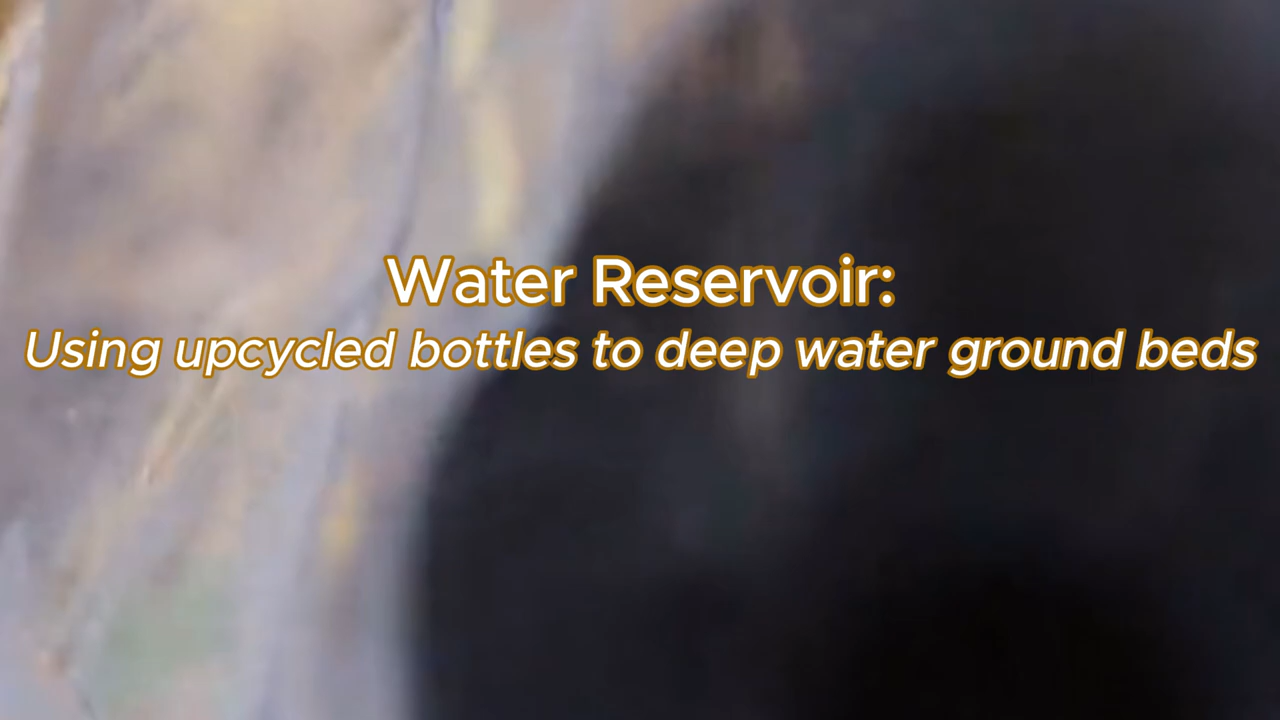 Water Reservoir:
Using upcycled bottles to deep water ground beds